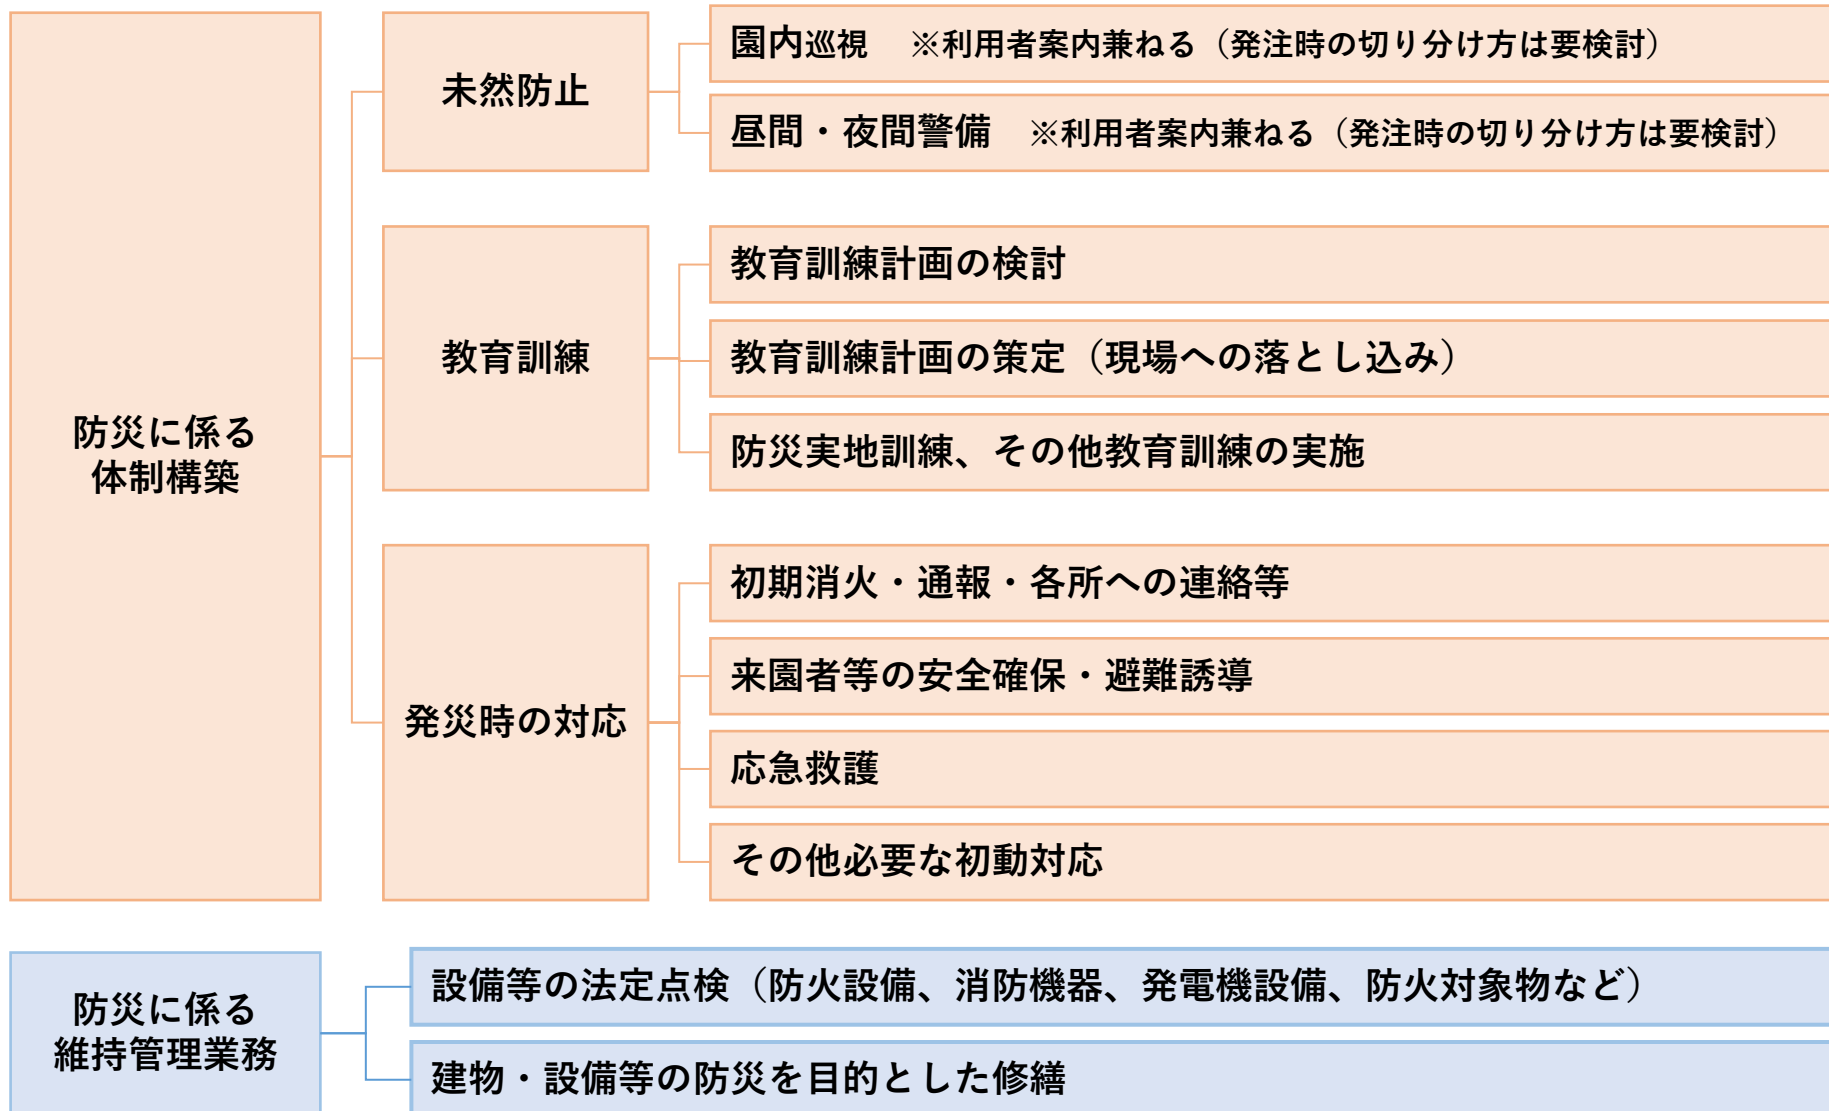 防災に係る
体制構築
未然防止
園内巡視　※利用者案内兼ねる（発注時の切り分け方は要検討）
昼間・夜間警備　※利用者案内兼ねる（発注時の切り分け方は要検討）
教育訓練
教育訓練計画の検討
教育訓練計画の策定（現場への落とし込み）
防災実地訓練、その他教育訓練の実施
発災時の対応
初期消火・通報・各所への連絡等
来園者等の安全確保・避難誘導
応急救護
その他必要な初動対応
防災に係る
維持管理業務
設備等の法定点検（防火設備、消防機器、発電機設備、防火対象物など）
建物・設備等の防災を目的とした修繕